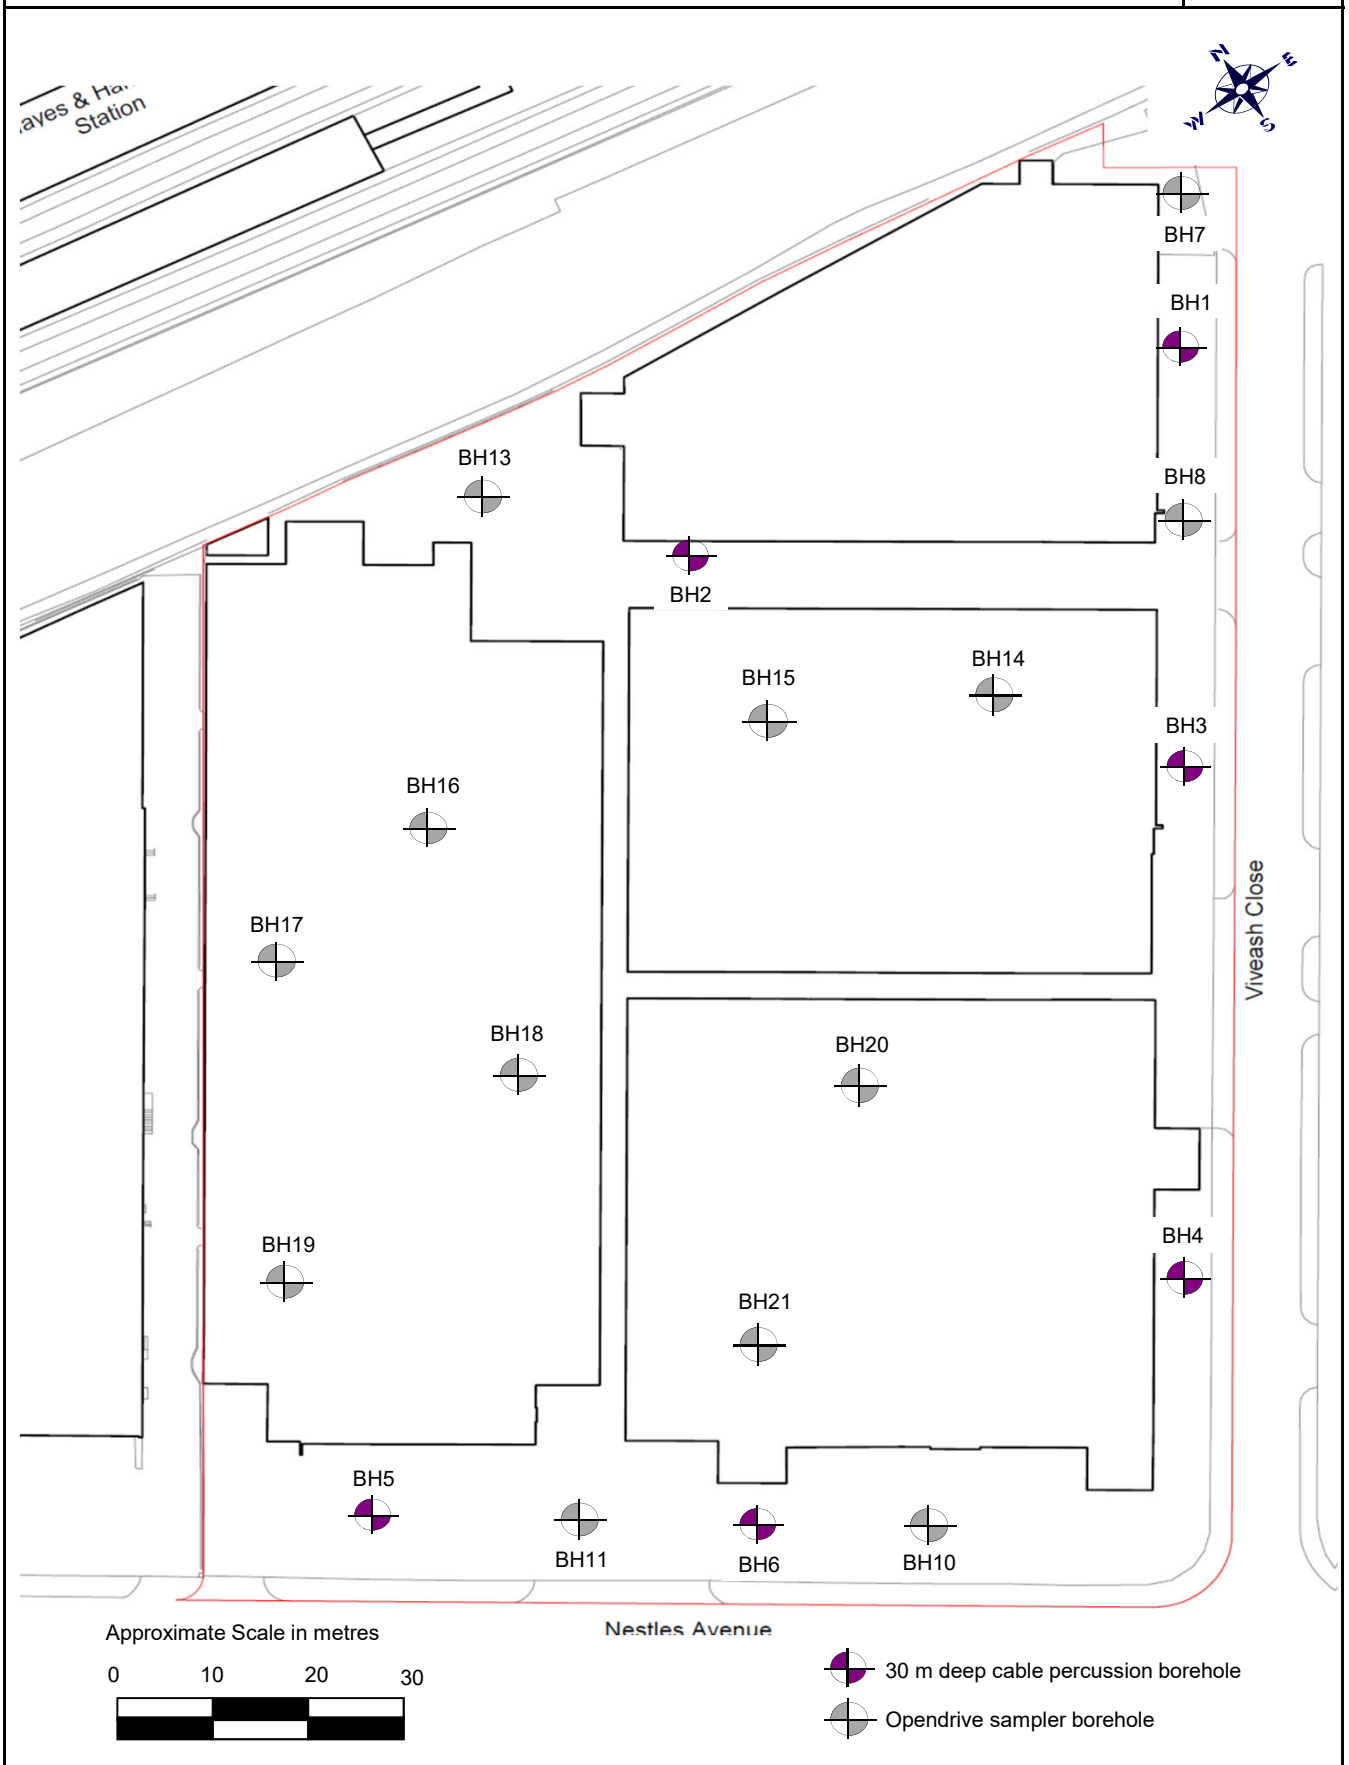 ayes & Ha
Station
N
E
W
S
BH7
BH1
BH13
BH8
BH2
BH14
BH15
BH3
BH16
Viveash Close
BH17
BH18
BH20
BH4
BH19
BH21
BH5
BH11
BH6
BH10
Nestles Avenue
Approximate Scale in metres
0 10 20 30
30 m deep cable percussion borehole
Opendrive sampler borehole